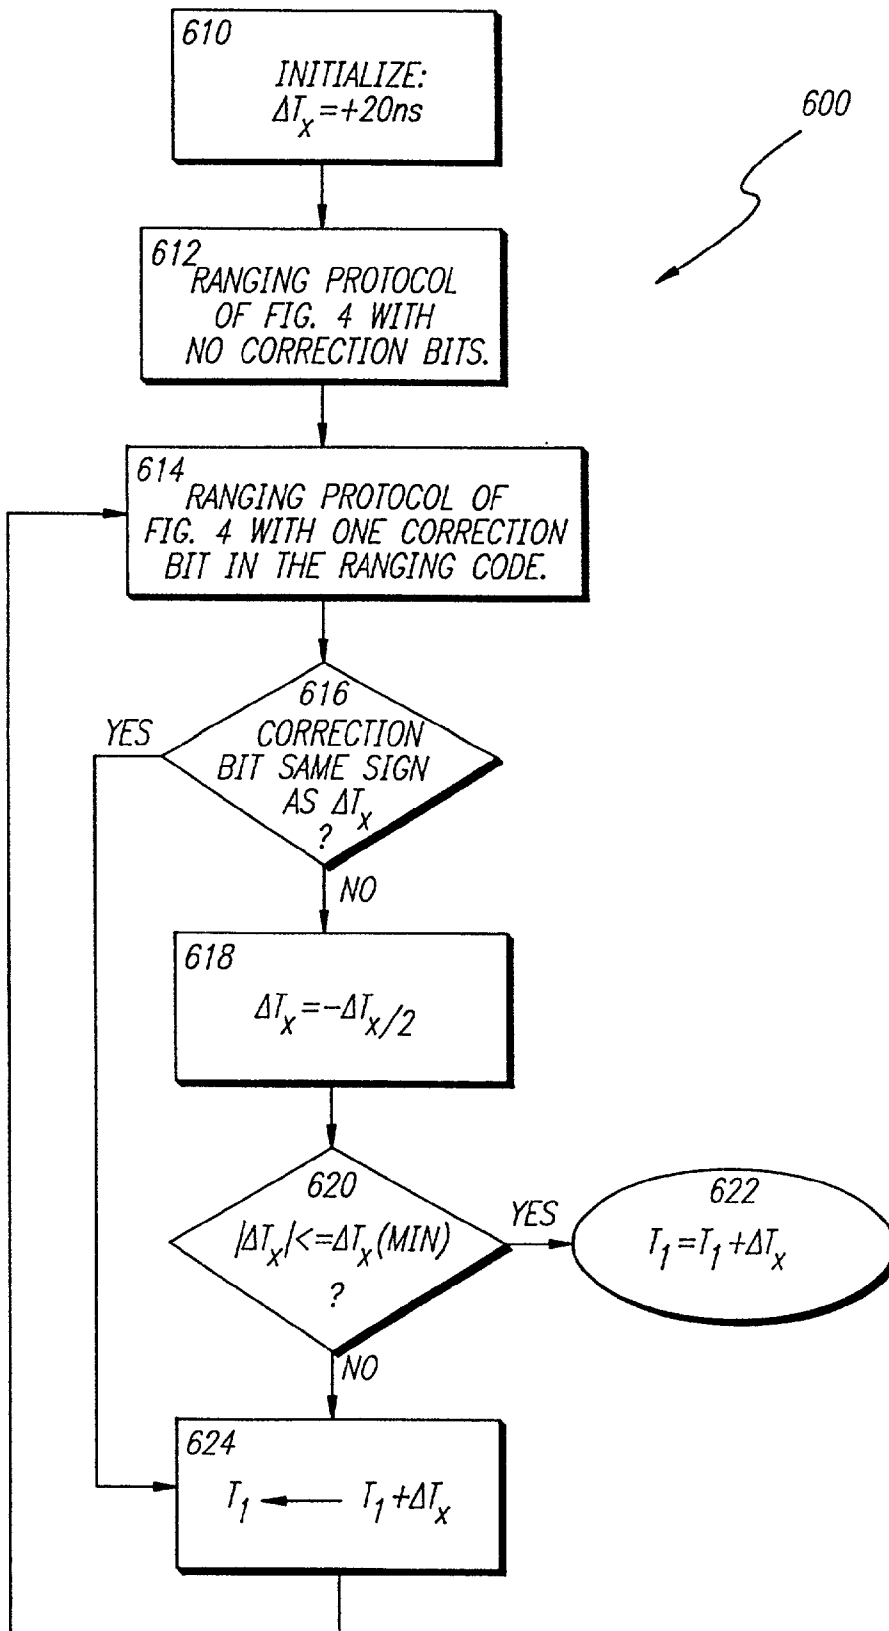 610
INITIALIZE:
ΔTx=+20ns
600
612
RANGING PROTOCOL
OF FIG. 4 WITH
NO CORRECTION BITS.
614
RANGING PROTOCOL OF
FIG. 4 WITH ONE CORRECTION
BIT IN THE RANGING CODE.
616
YES
CORRECTION
BIT SAME SIGN
AS ΔTx
?
NO
618
ΔTx=-ΔTx/2
620
|ΔTx|<=ΔTx(MIN)
?
YES
622
T1=T1+ΔTx
NO
624
T1 ← T1+ΔTx